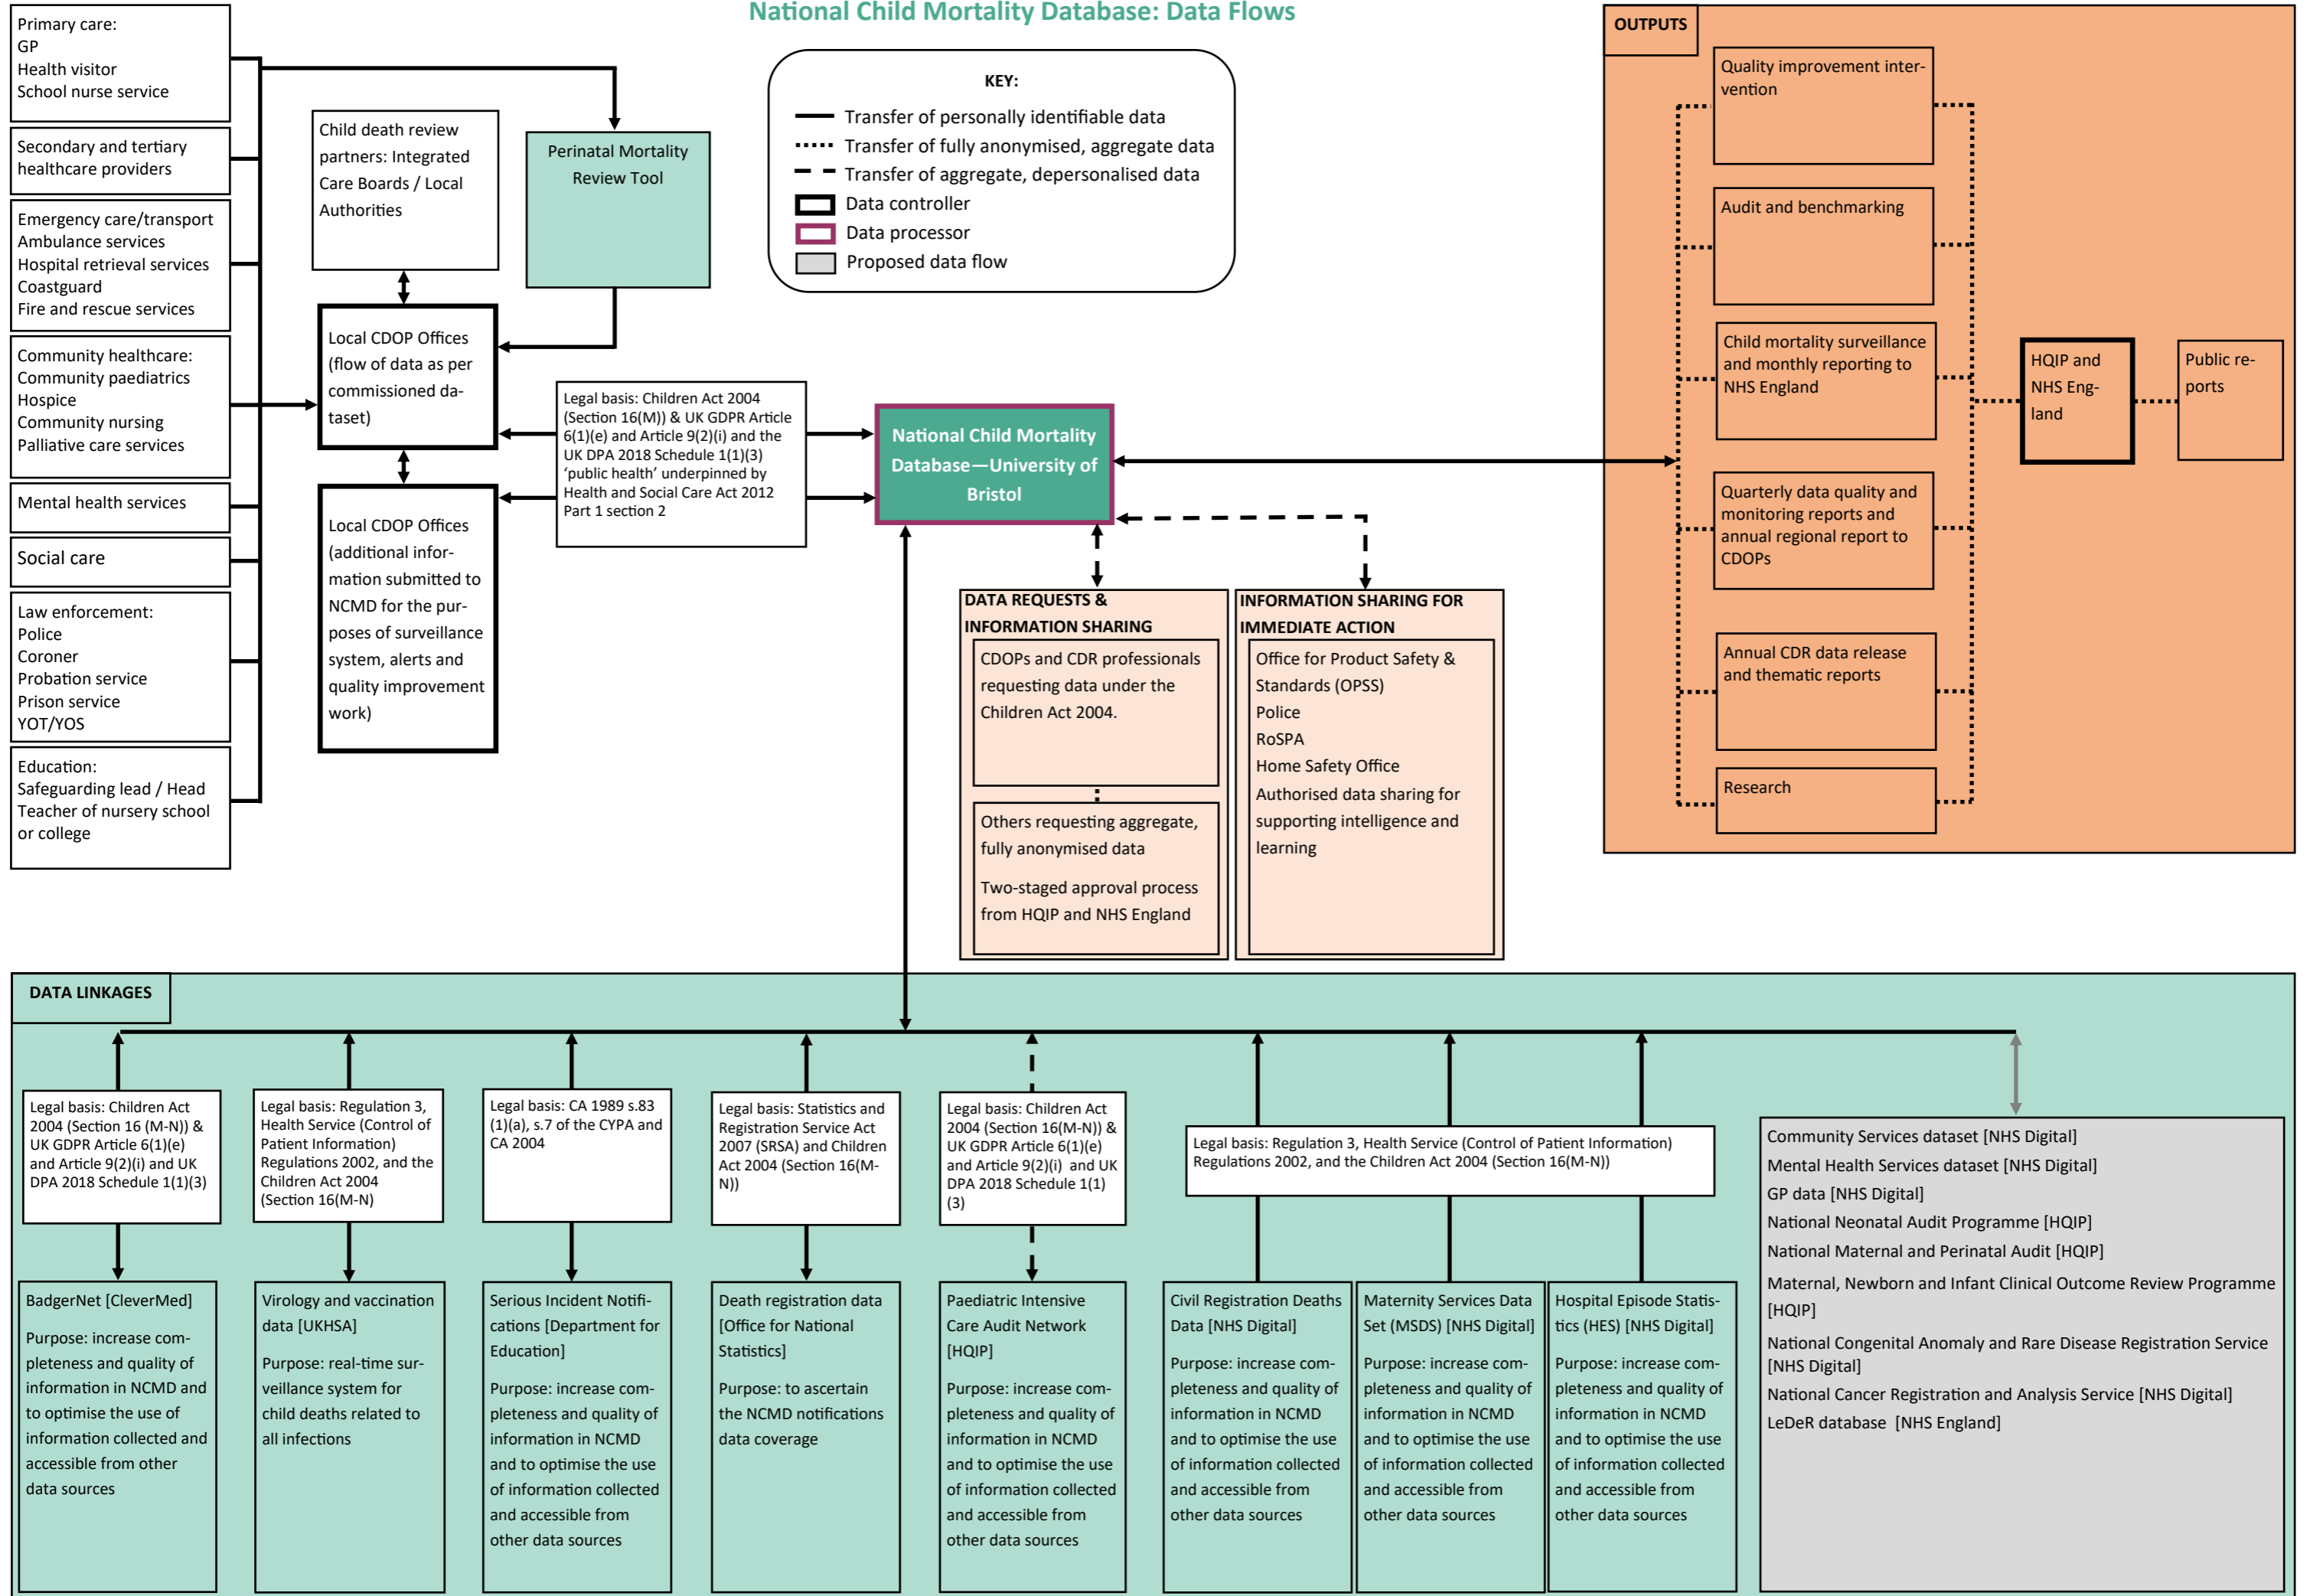 National Child Mortality Database: Data Flows
Primary care:
GP
Health visitor
School nurse service
Secondary and tertiary
healthcare providers
Emergency care/transport
Ambulance services
Hospital retrieval services
Coastguard
Fire and rescue services
Community healthcare:
Community paediatrics
Hospice
Community nursing
Palliative care services
Mental health services
Social care
Law enforcement:
Police
Coroner
Probation service
Prison service
YOT/YOS
Education:
Safeguarding lead / Head
Teacher of nursery school
or college
Child death review
partners: Integrated
Care Boards / Local
Authorities
Perinatal Mortality
Review Tool
Local CDOP Offices
(flow of data as per
commissioned da-
taset)
Local CDOP Offices
(additional infor-
mation submitted to
NCMD for the pur-
poses of surveillance
system, alerts and
quality improvement
work)
KEY:
Transfer of personally identifiable data
Transfer of fully anonymised, aggregate data
Transfer of aggregate, depersonalised data
Data controller
Data processor
Proposed data flow
Legal basis: Children Act 2004
(Section 16(M)) & UK GDPR Article
6(1)(e) and Article 9(2)(i) and the
UK DPA 2018 Schedule 1(1)(3)
‘public health’ underpinned by
Health and Social Care Act 2012
Part 1 section 2
National Child Mortality
Database—University of
Bristol
DATA REQUESTS &
INFORMATION SHARING
CDOPs and CDR professionals
requesting data under the
Children Act 2004.
Others requesting aggregate,
fully anonymised data
Two-staged approval process
from HQIP and NHS England
INFORMATION SHARING FOR
IMMEDIATE ACTION
Office for Product Safety &
Standards (OPSS)
Police
RoSPA
Home Safety Office
Authorised data sharing for
supporting intelligence and
learning
OUTPUTS
Quality improvement inter-
vention
Audit and benchmarking
Child mortality surveillance
and monthly reporting to
NHS England
Quarterly data quality and
monitoring reports and
annual regional report to
CDOPs
Annual CDR data release
and thematic reports
Research
HQIP and
NHS Eng-
land
Public re-
ports
DATA LINKAGES
Legal basis: Children Act
2004 (Section 16 (M-N)) &
UK GDPR Article 6(1)(e)
and Article 9(2)(i) and UK
DPA 2018 Schedule 1(1)(3)
Legal basis: Regulation 3,
Health Service (Control of
Patient Information)
Regulations 2002, and the
Children Act 2004
(Section 16(M-N)
Legal basis: CA 1989 s.83
(1)(a), s.7 of the CYPA and
CA 2004
Legal basis: Statistics and
Registration Service Act
2007 (SRSA) and Children
Act 2004 (Section 16(M-
N))
Legal basis: Children Act
2004 (Section 16(M-N)) &
UK GDPR Article 6(1)(e)
and Article 9(2)(i) and UK
DPA 2018 Schedule 1(1)
(3)
Legal basis: Regulation 3, Health Service (Control of Patient Information)
Regulations 2002, and the Children Act 2004 (Section 16(M-N))
BadgerNet [CleverMed]
Purpose: increase com-
pleteness and quality of
information in NCMD and
to optimise the use of
information collected and
accessible from other
data sources
Virology and vaccination
data [UKHSA]
Purpose: real-time sur-
veillance system for
child deaths related to
all infections
Serious Incident Notifi-
cations [Department for
Education]
Purpose: increase com-
pleteness and quality of
information in NCMD
and to optimise the use
of information collected
and accessible from
other data sources
Death registration data
[Office for National
Statistics]
Purpose: to ascertain
the NCMD notifications
data coverage
Paediatric Intensive
Care Audit Network
[HQIP]
Purpose: increase com-
pleteness and quality of
information in NCMD
and to optimise the use
of information collected
and accessible from
other data sources
Civil Registration Deaths
Data [NHS Digital]
Purpose: increase com-
pleteness and quality of
information in NCMD
and to optimise the use
of information collected
and accessible from
other data sources
Maternity Services Data
Set (MSDS) [NHS Digital]
Purpose: increase com-
pleteness and quality of
information in NCMD
and to optimise the use
of information collected
and accessible from
other data sources
Hospital Episode Statis-
tics (HES) [NHS Digital]
Purpose: increase com-
pleteness and quality of
information in NCMD
and to optimise the use
of information collected
and accessible from
other data sources
Community Services dataset [NHS Digital]
Mental Health Services dataset [NHS Digital]
GP data [NHS Digital]
National Neonatal Audit Programme [HQIP]
National Maternal and Perinatal Audit [HQIP]
Maternal, Newborn and Infant Clinical Outcome Review Programme
[HQIP]
National Congenital Anomaly and Rare Disease Registration Service
[NHS Digital]
National Cancer Registration and Analysis Service [NHS Digital]
LeDeR database [NHS England]